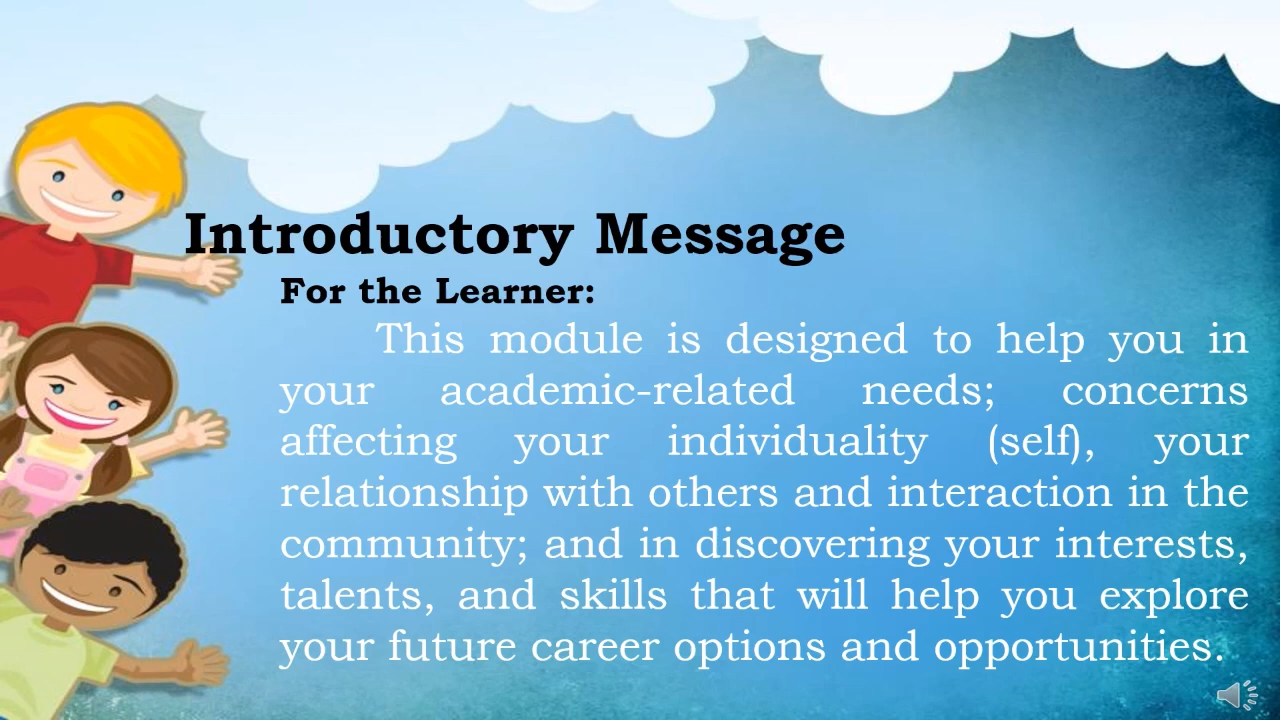 Introductory Message
For the Learner:
This module is designed to help you in
your academic-related needs; concerns
affecting your individuality (self), your
relationship with others and interaction in the
community; and in discovering your interests,
talents, and skills that will help you explore
your future career options and opportunities.